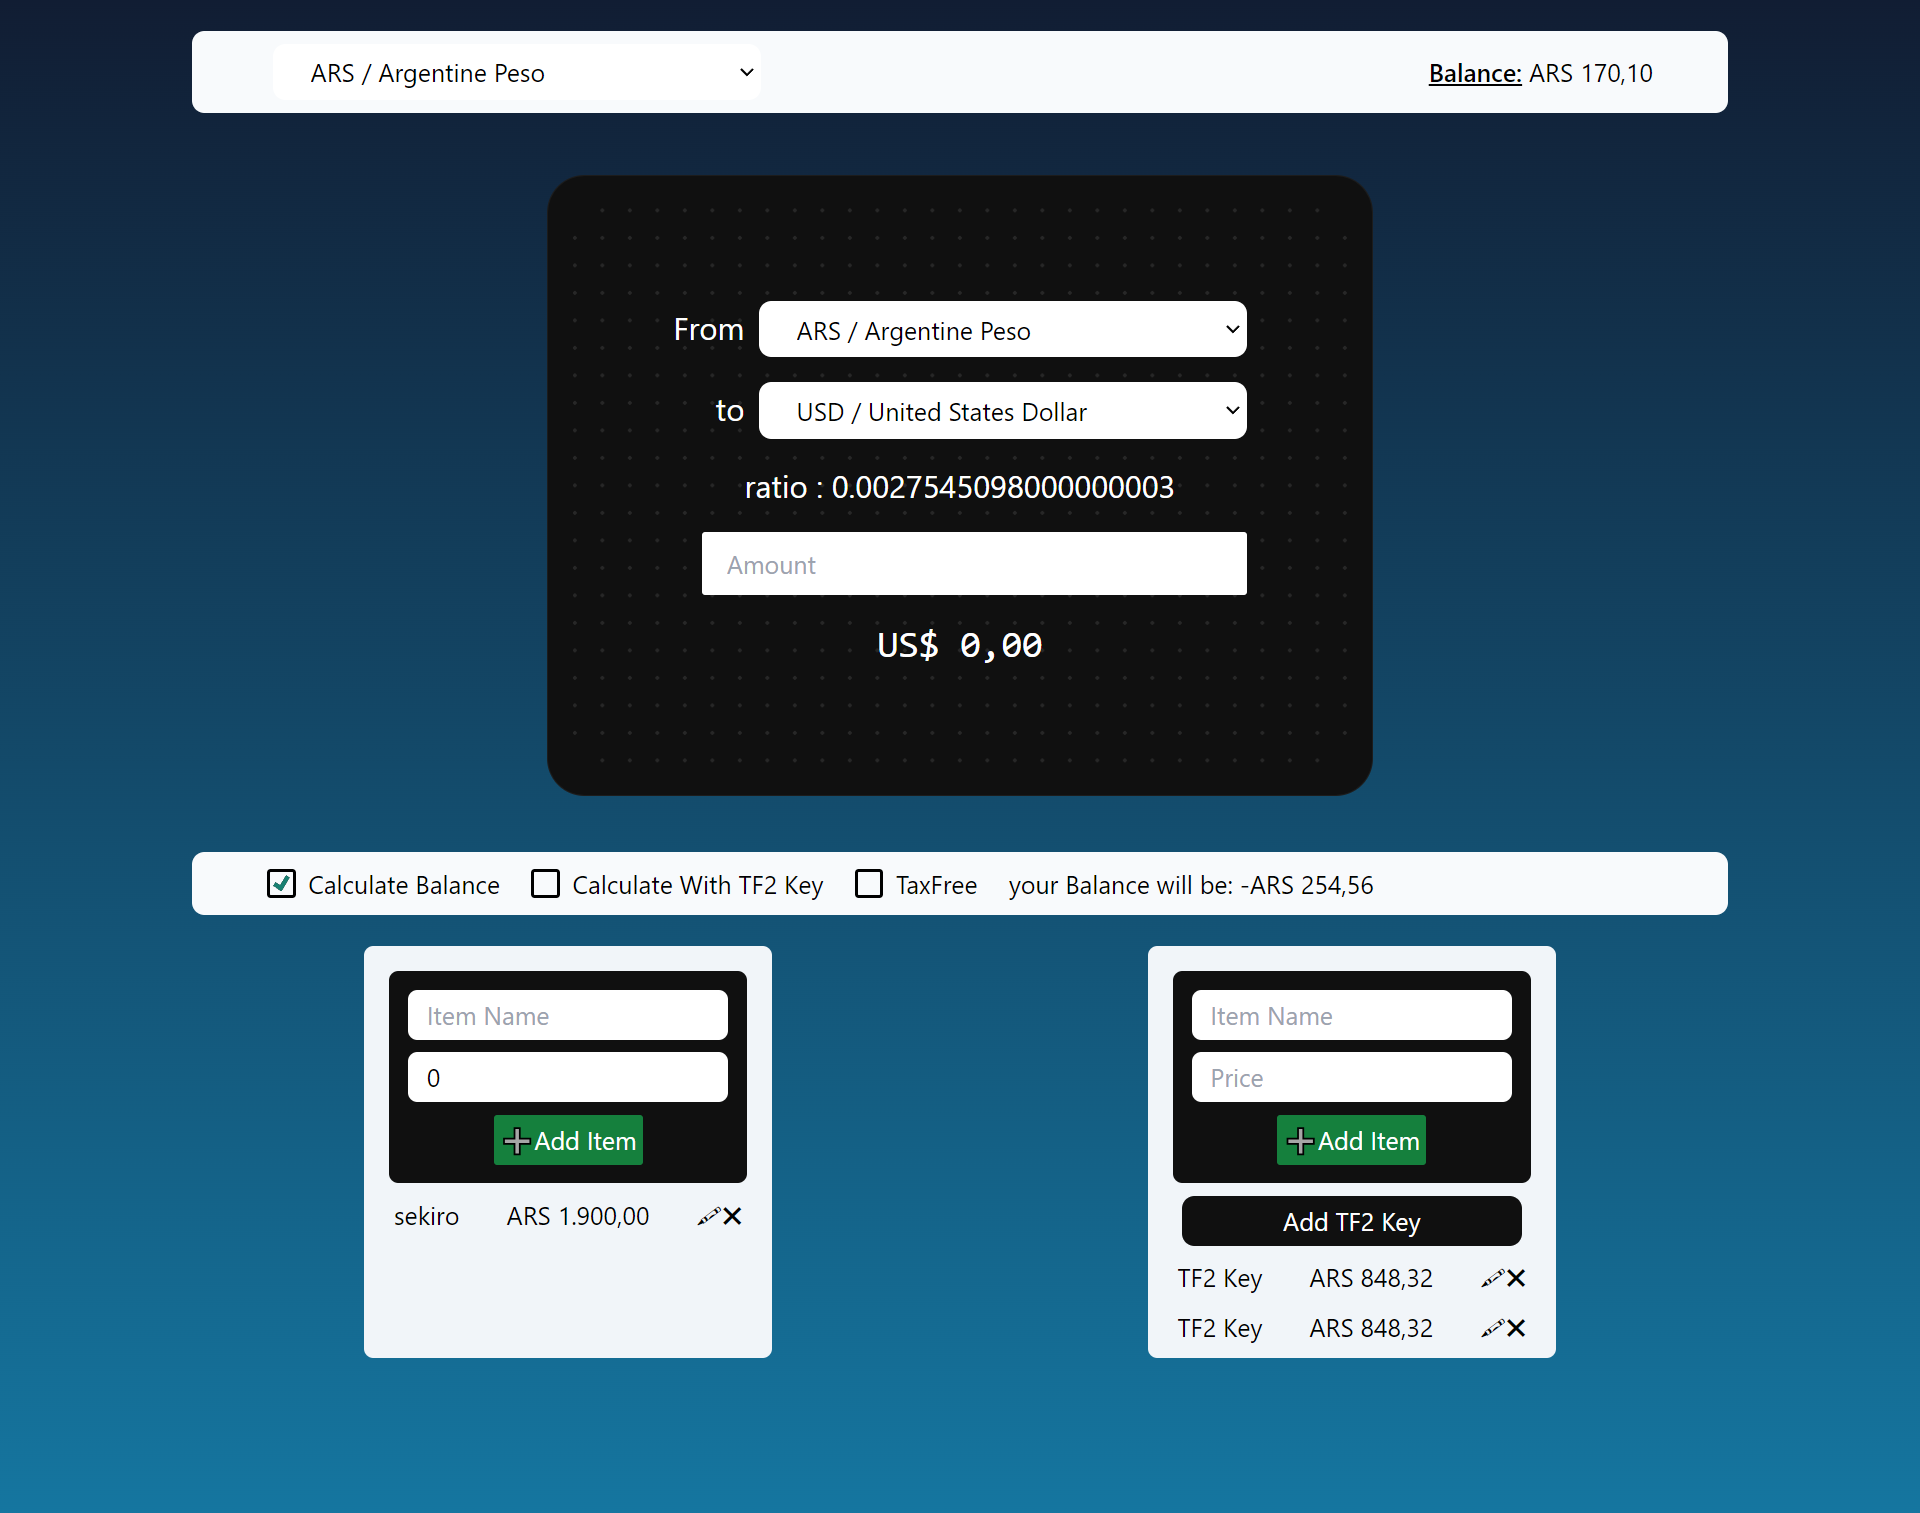 ARS / Argentine Peso
Balance: ARS 170,10
From ARS / Argentine Peso
to USD / United States Dollar
ratio : 0.0027545098000000003
Amount
US$ 0,00
Calculate Balance Calculate With TF2 Key TaxFree your Balance will be: -ARS 254,56
Item Name
0
Add Item
sekiro ARS 1.900,00
Item Name
Price
Add Item
Add TF2 Key
TF2 Key ARS 848,32
TF2 Key ARS 848,32